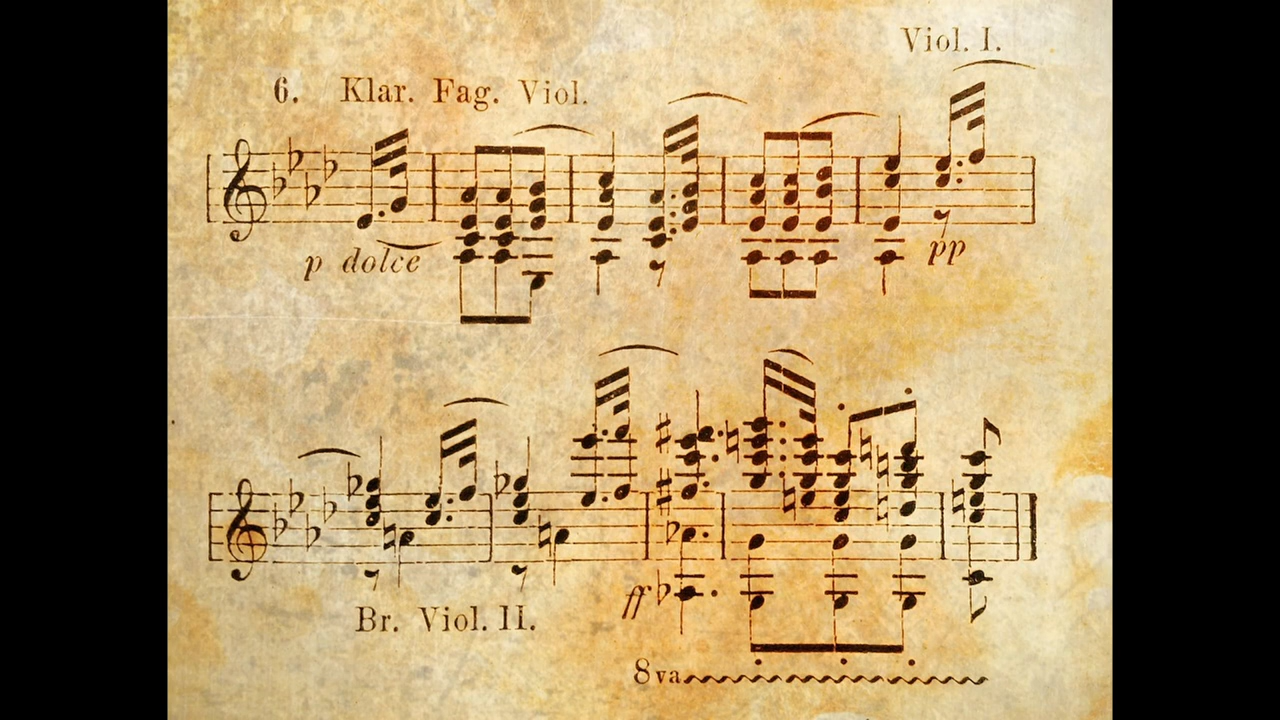 Viol. I.
6. Klar. Fag. Viol.
p dolce
pp
ff
Br. Viol. II.
8va